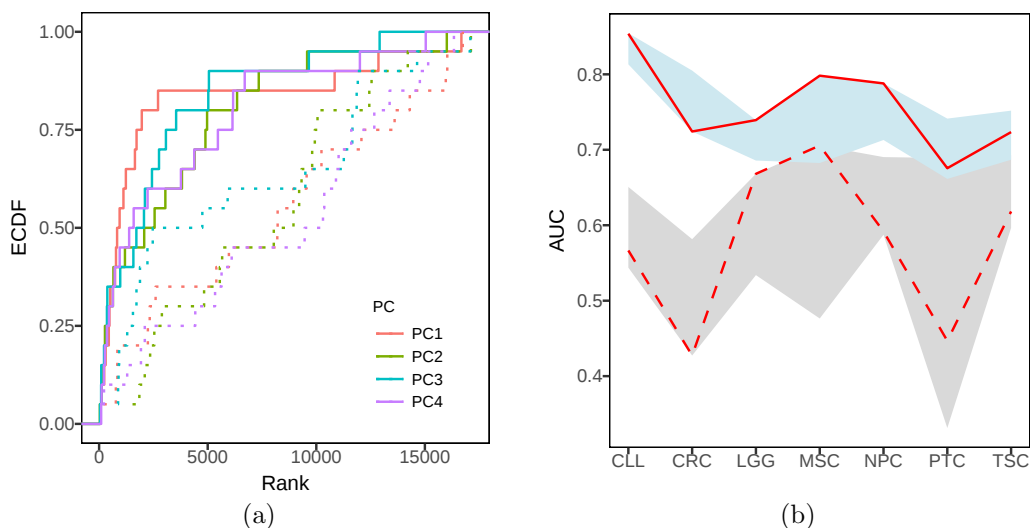 1.00
0.75
0.50
0.25
0.00
ECDF
0
5000
10000
15000
Rank
PC
PC1
PC2
PC3
PC4
(a)
0.8
0.7
0.6
0.5
0.4
AUC
CLL
CRC
LGG
MSC
NPC
PTC
TSC
(b)